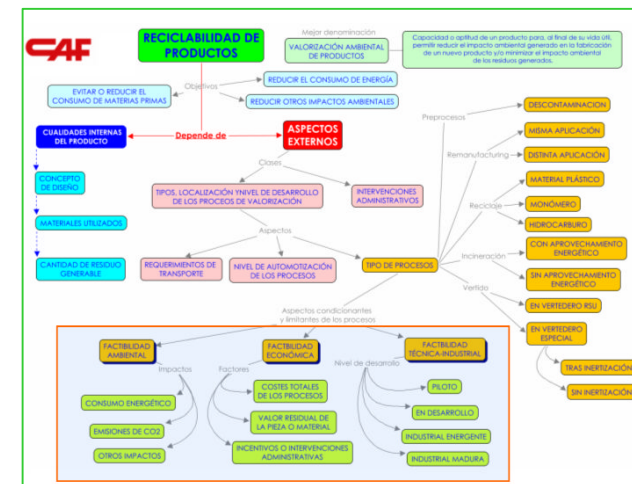 CAF
RECICLABILIDAD DE
PRODUCTOS
Mejor denominación
VALORIZACIÓN AMBIENTAL
DE PRODUCTOS
Capacidad o aptitud de un producto para, al final de su vida útil,
permitir reducir el impacto ambiental generado en la fabricación
de un nuevo producto y/o minimizar el impacto ambiental
de los residuos generados.
Objetivos
REDUCIR EL CONSUMO DE ENERGÍA
EVITAR O REDUCIR EL
CONSUMO DE MATERIAS PRIMAS
REDUCIR OTROS IMPACTOS AMBIENTALES
CUALIDADES INTERNAS
DEL PRODUCTO
Depende de
ASPECTOS
EXTERNOS
CONCEPTO
DE DISEÑO
MATERIALES UTILIZADOS
CANTIDAD DE RESIDUO
GENERABLE
Clases
TIPOS, LOCALIZACIÓN YNIVEL DE DESARROLLO
DE LOS PROCEOS DE VALORIZACIÓN
INTERVENCIONES
ADMINISTRATIVOS
Aspectos
REQUERIMIENTOS DE
TRANSPORTE
NIVEL DE AUTOMOTIZACIÓN
DE LOS PROCESOS
TIPO DE PROCESOS
Preprocesos
DESCONTAMINACION
Remanufacturing
MISMA APLICACIÓN
DISTINTA APLICACIÓN
Reciclaje
MATERIAL PLÁSTICO
MONÓMERO
HIDROCARBURO
Incineración
CON APROVECHAMIENTO
ENERGÉTICO
SIN APROVECHAMIENTO
ENERGÉTICO
Vertido
EN VERTEDERO RSU
EN VERTEDERO
ESPECIAL
TRAS INERTIZACIÓN
SIN INERTIZACIÓN
Aspectos condicionantes
y limitantes de los procesos
FACTIBILIDAD
AMBIENTAL
FACTIBILIDAD
ECONÓMICA
FACTIBILIDAD
TÉCNICA-INDUSTRIAL
Impactos
CONSUMO ENERGÉTICO
EMISIONES DE CO2
OTROS IMPACTOS
Factores
COSTES TOTALES
DE LOS PROCESOS
VALOR RESIDUAL DE
LA PIEZA O MATERIAL
INCENTIVOS O INTERVENCIONES
ADMINISTRATIVAS
Nivel de desarrollo
PILOTO
EN DESARROLLO
INDUSTRIAL ENERGENTE
INDUSTRIAL MADURA